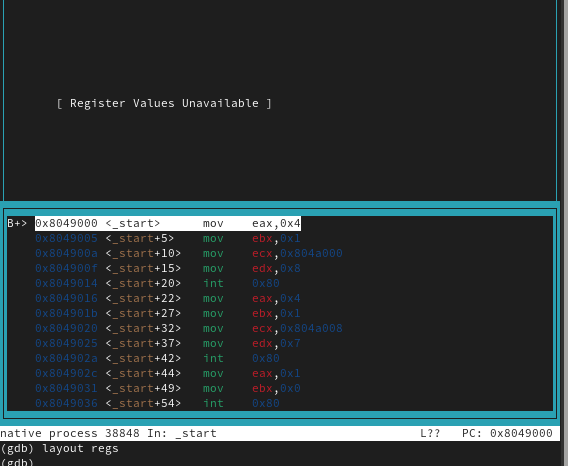 [ Register Values Unavailable ]
B+> 0x8049000 <_start> mov eax,0x4
0x8049005 <_start+5> mov ebx,0x1
0x804900a <_start+10> mov ecx,0x804a000
0x804900f <_start+15> mov edx,0x8
0x8049014 <_start+20> int 0x80
0x8049016 <_start+22> mov eax,0x4
0x804901b <_start+27> mov ebx,0x1
0x8049020 <_start+32> mov ecx,0x804a008
0x8049025 <_start+37> mov edx,0x7
0x804902a <_start+42> int 0x80
0x804902c <_start+44> mov eax,0x1
0x8049031 <_start+49> mov ebx,0x0
0x8049036 <_start+54> int 0x80
native process 38848 In: _start L?? PC: 0x8049000
(gdb) layout regs
(gdb)